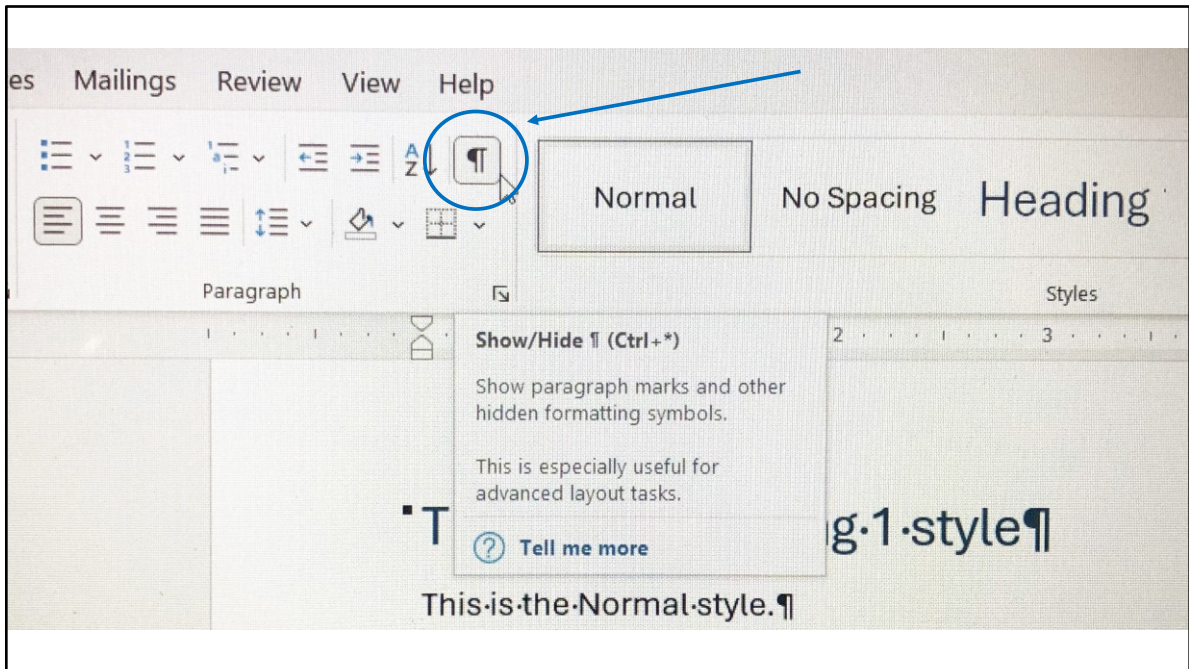 es Mailings Review View Help
¶
Normal No Spacing Heading
Paragraph Styles
2 3
Show/Hide ¶ (Ctrl+*)
Show paragraph marks and other
hidden formatting symbols.
This is especially useful for
advanced layout tasks.
Tell me more
T g·1·style¶
This·is·the·Normal·style.¶